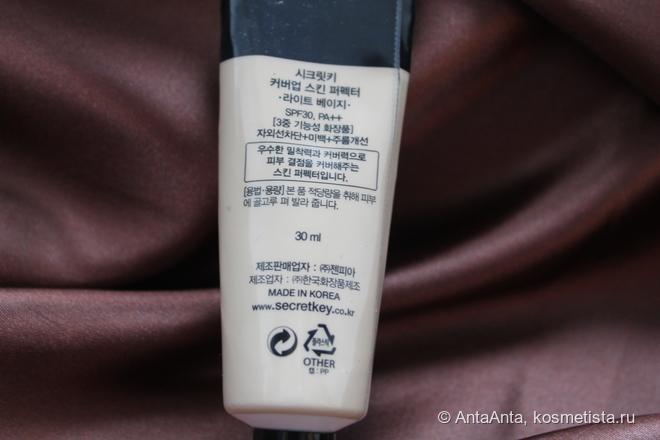 시크릿키
커버업 스킨 퍼펙터
·라이트 베이지·
SPF30, PA++
[3중 기능성 화장품]
자외선차단+미백+주름개선
우수한 밀착력과 커버력으로
피부 결점을 커버해주는
스킨 퍼펙터입니다.
[용법·용량] 본 품 적당량을 취해 피부
에 골고루 펴 발라 줍니다.
30 ml
제조판매업자 : ㈜젠피아
제조업자 : ㈜한국화장품제조
MADE IN KOREA
www.secretkey.co.kr
플라스틱
OTHER
캡 : PP
© AntaAnta, kosmetista.ru